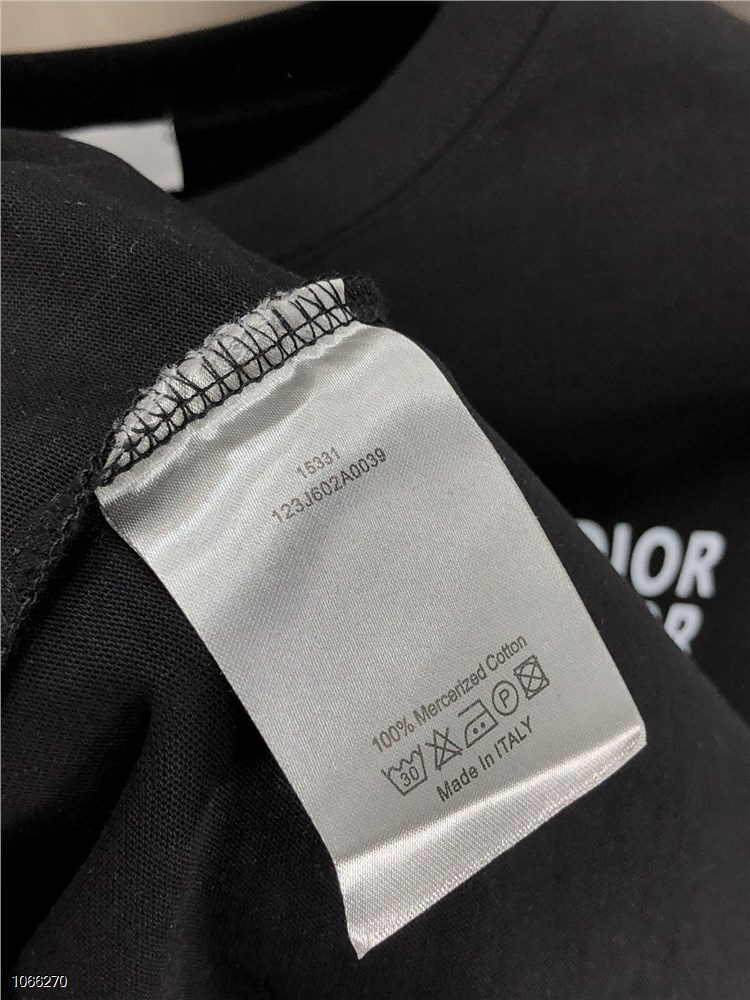 15331
123J602A0039
DIOR
100% Mercerized Cotton
30 P
Made In ITALY
1066270